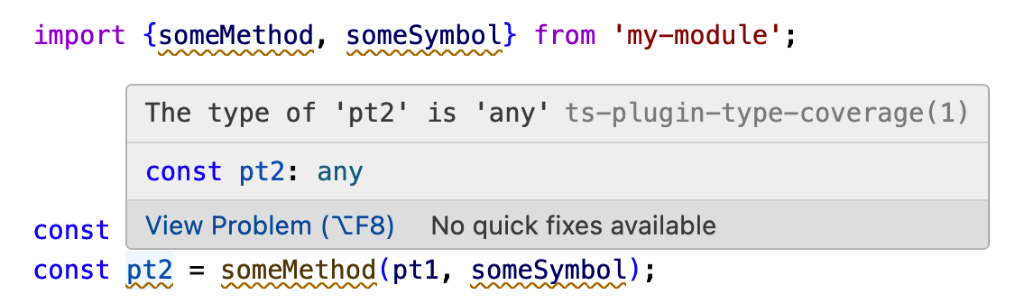 import {someMethod, someSymbol} from 'my-module';
The type of 'pt2' is 'any' ts-plugin-type-coverage(1)
const pt2: any
View Problem (⌥F8) No quick fixes available
const
const pt2 = someMethod(pt1, someSymbol);